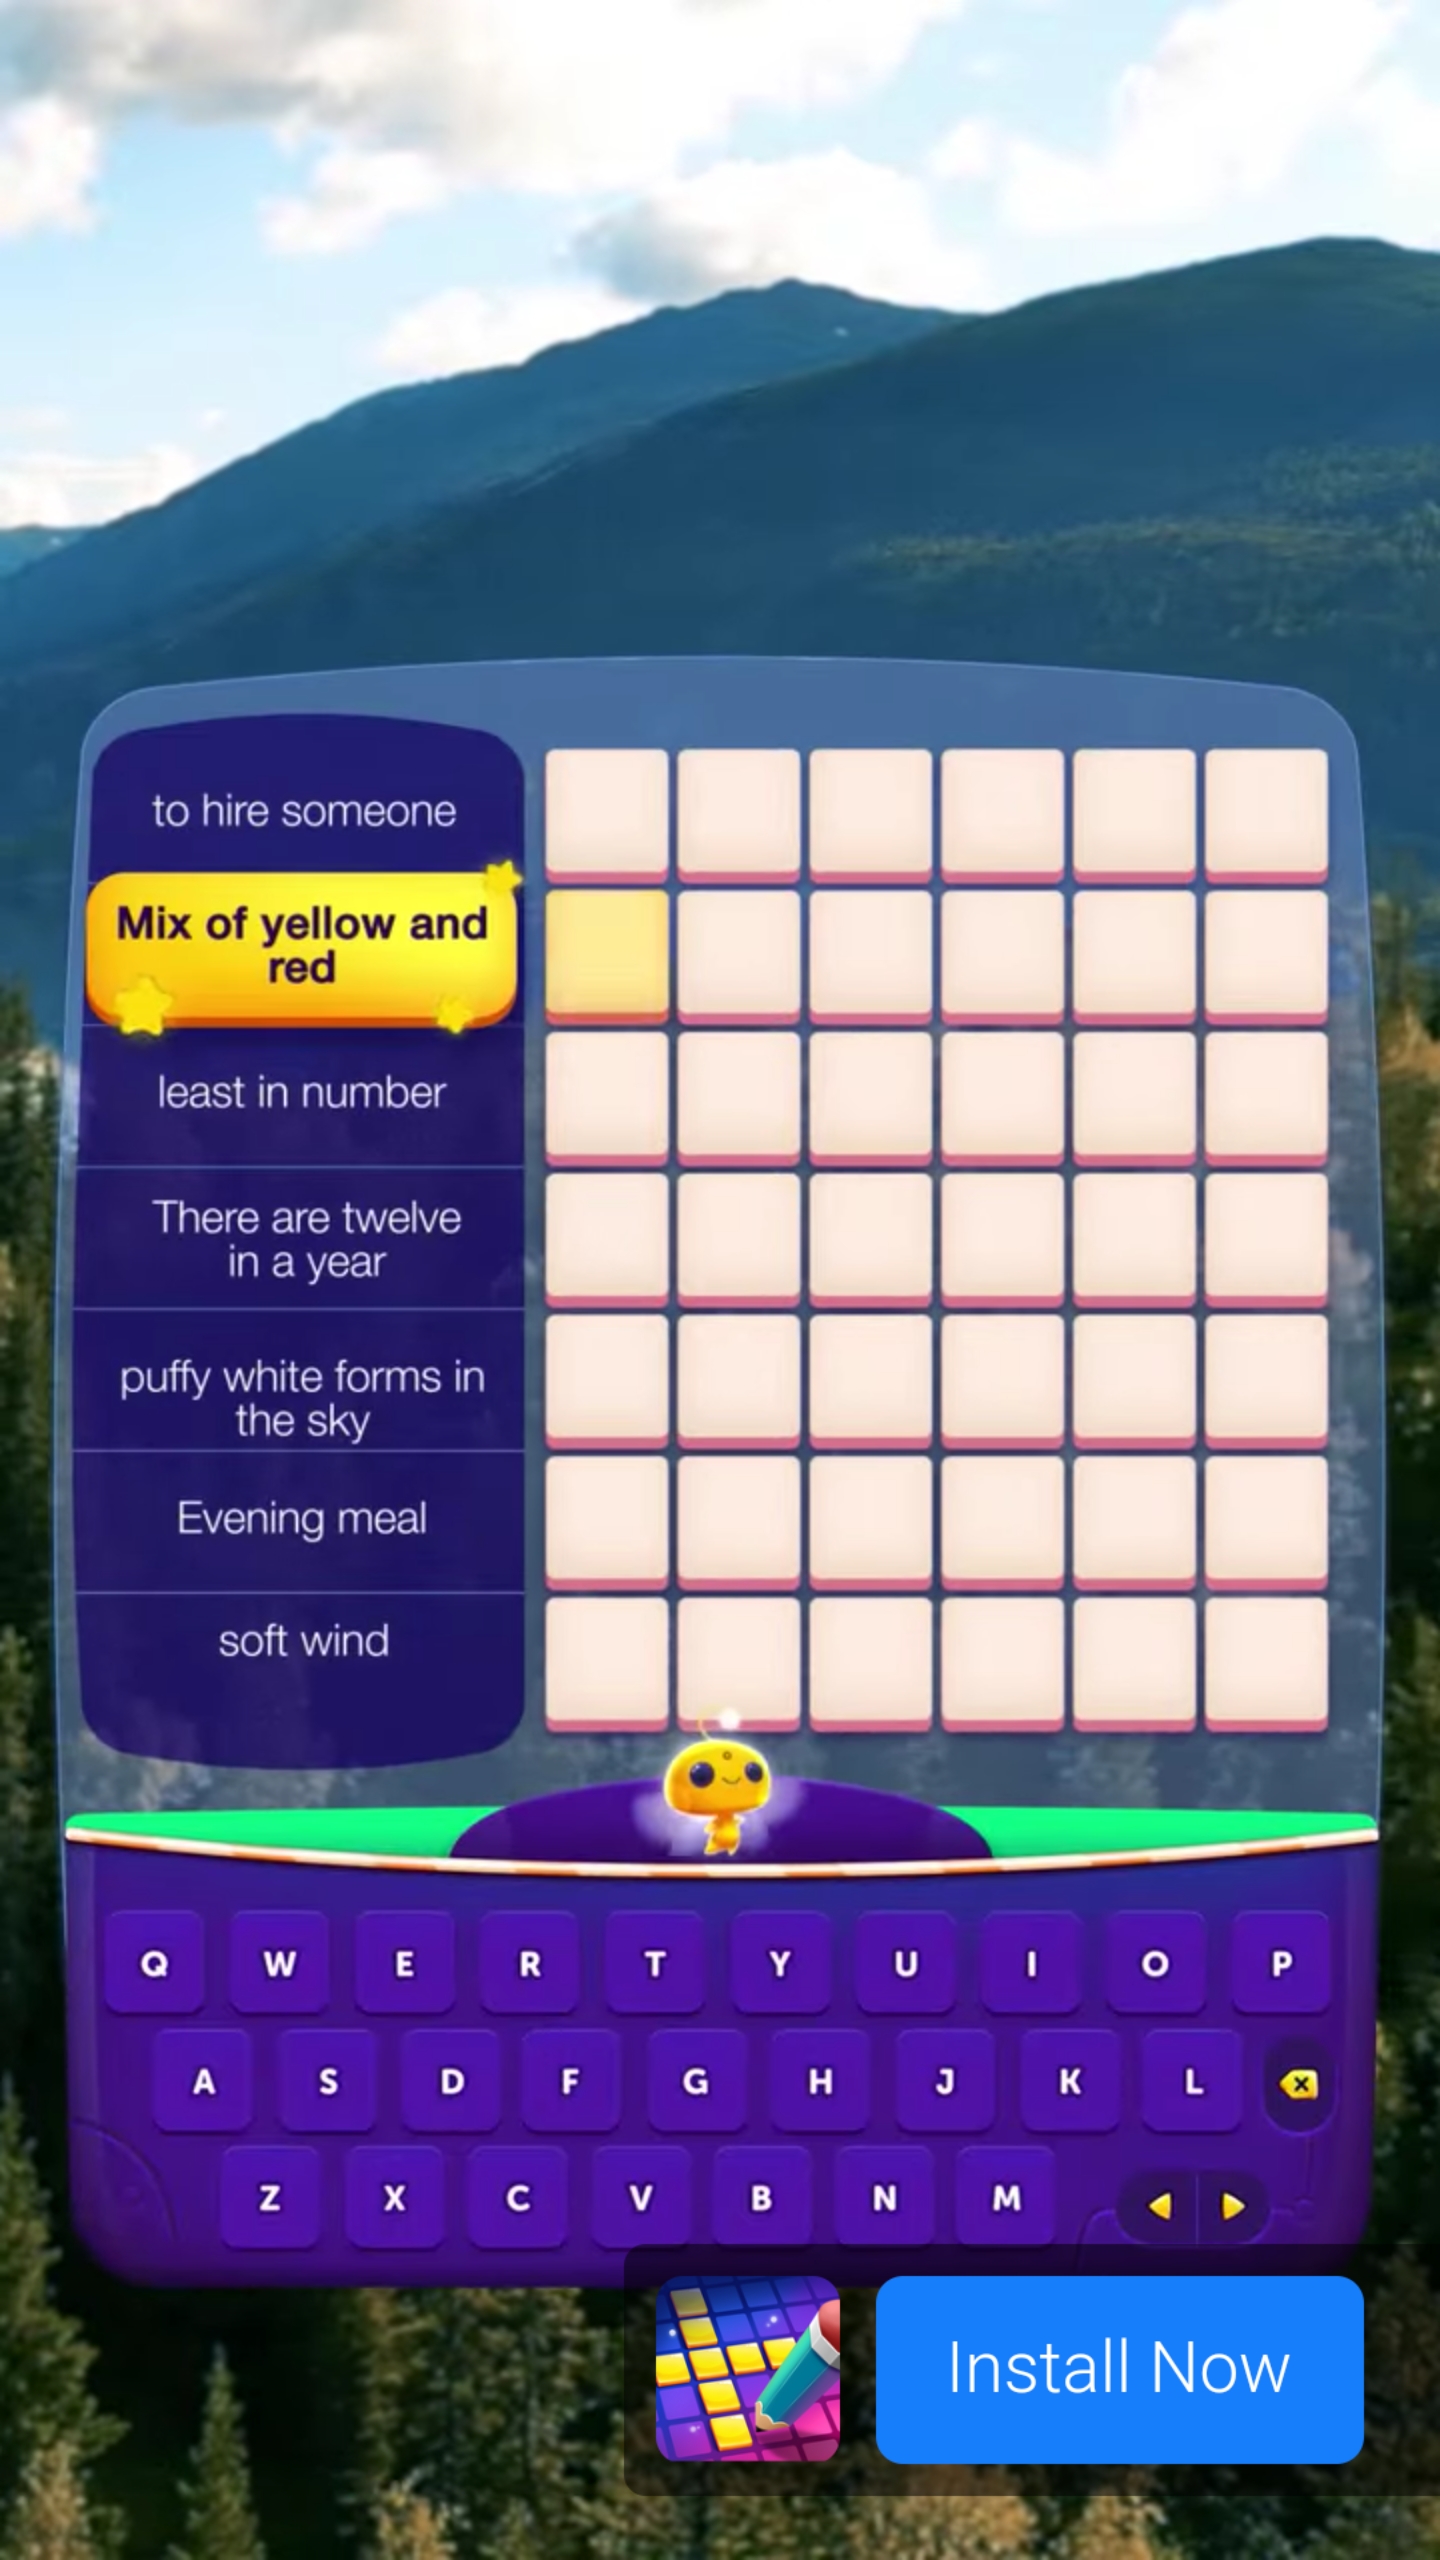 to hire someone
Mix of yellow and
red
least in number
There are twelve
in a year
puffy white forms in
the sky
Evening meal
soft wind
Q W E R T Y U I O P
A S D F G H J K L
Z X C V B N M
Install Now